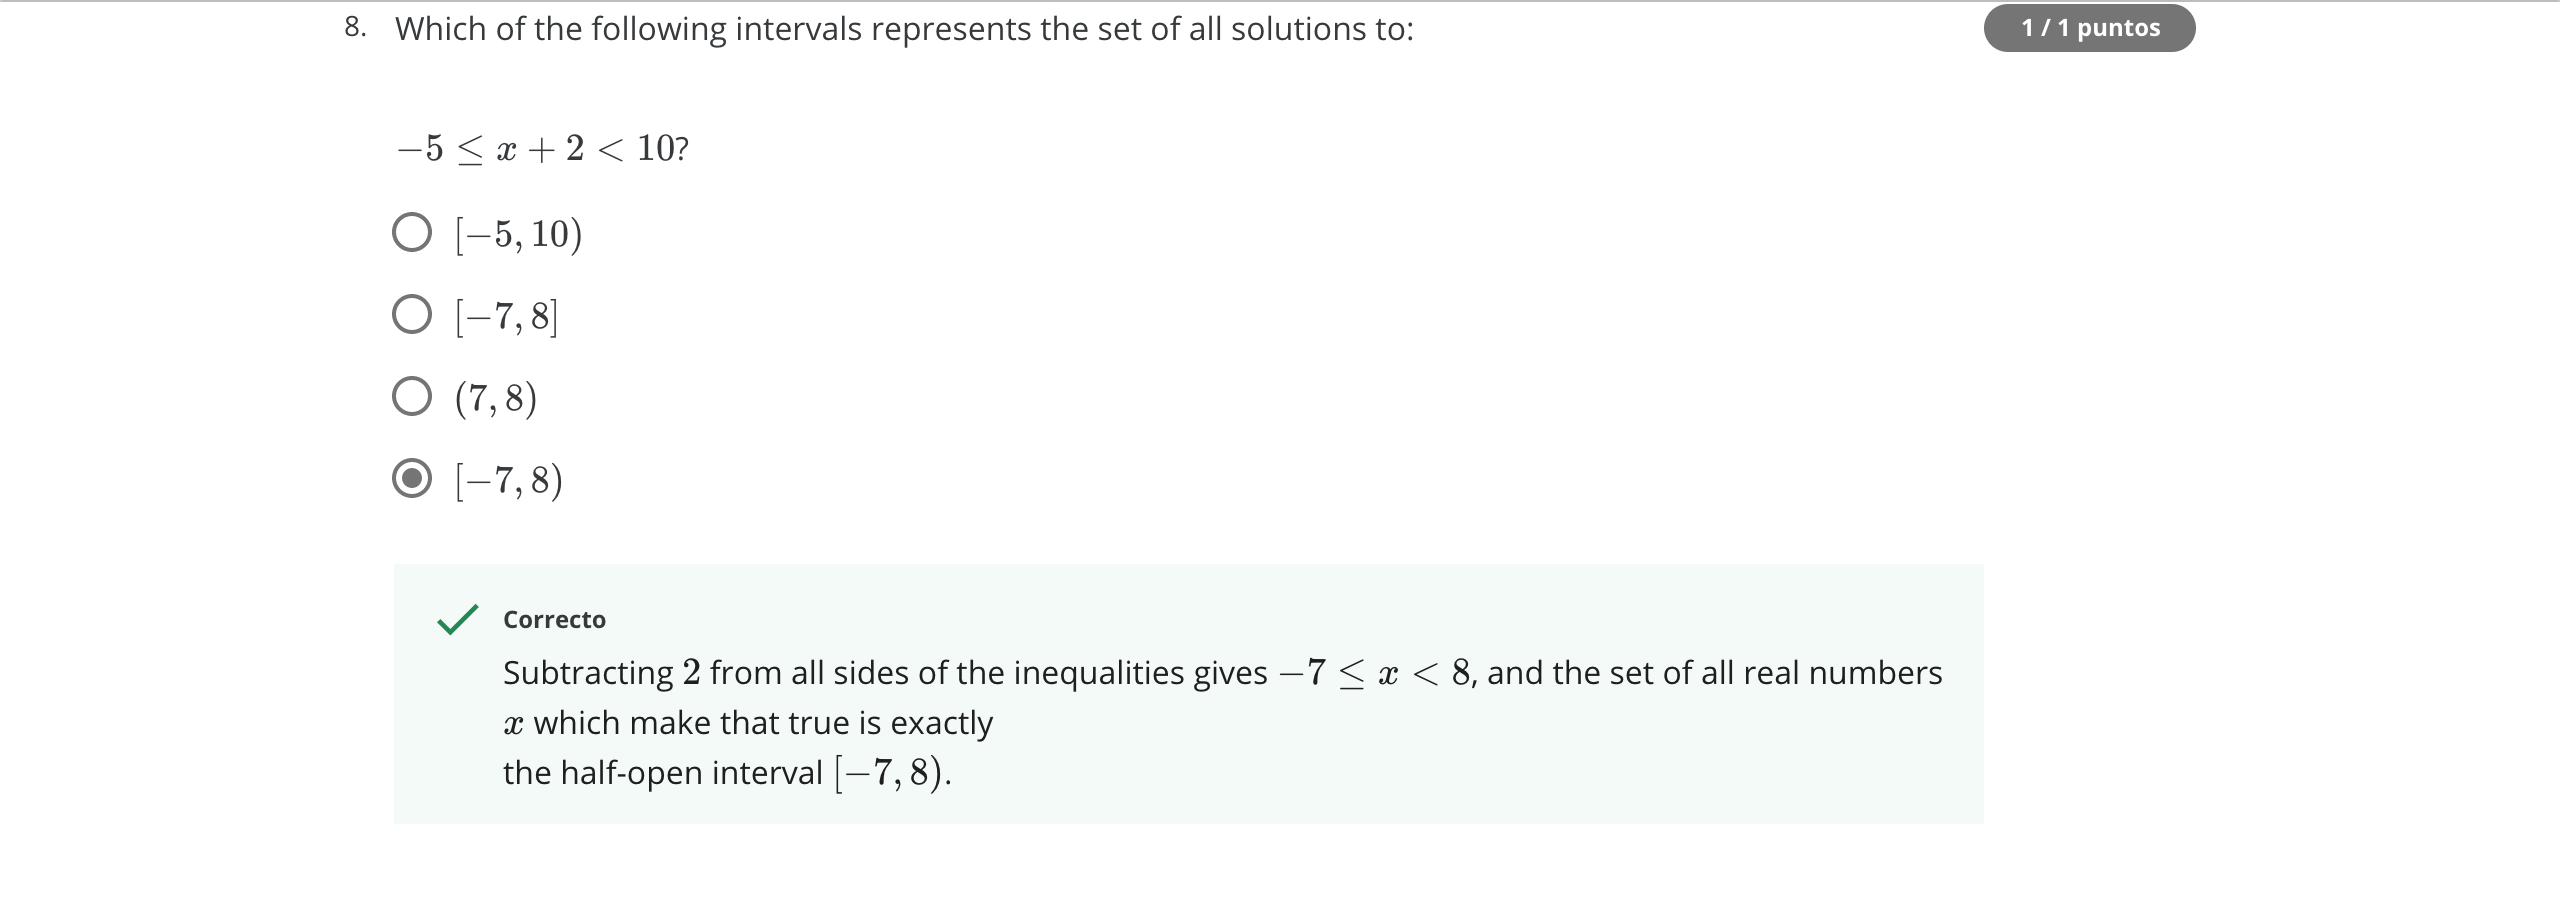 8. Which of the following intervals represents the set of all solutions to:
1 / 1 puntos
−5 ≤ x + 2 < 10?
[−5, 10)
[−7, 8]
(7, 8)
[−7, 8)
Correcto
Subtracting 2 from all sides of the inequalities gives −7 ≤ x < 8, and the set of all real numbers
x which make that true is exactly
the half-open interval [−7, 8).